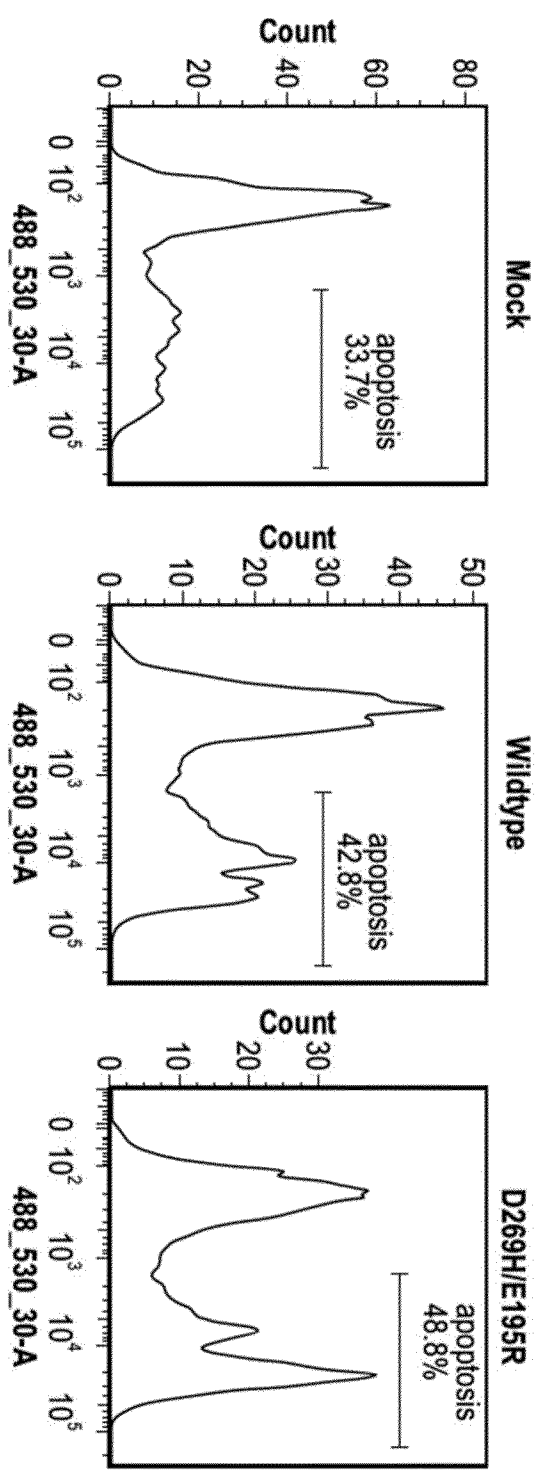 Mock
Count
80
60
40
20
0
apoptosis
33.7%
0 10² 10³ 10⁴ 10⁵
488_530_30-A
Wildtype
Count
50
40
30
20
10
0
apoptosis
42.8%
0 10² 10³ 10⁴ 10⁵
488_530_30-A
D269H/E195R
Count
30
20
10
0
apoptosis
48.8%
0 10² 10³ 10⁴ 10⁵
488_530_30-A